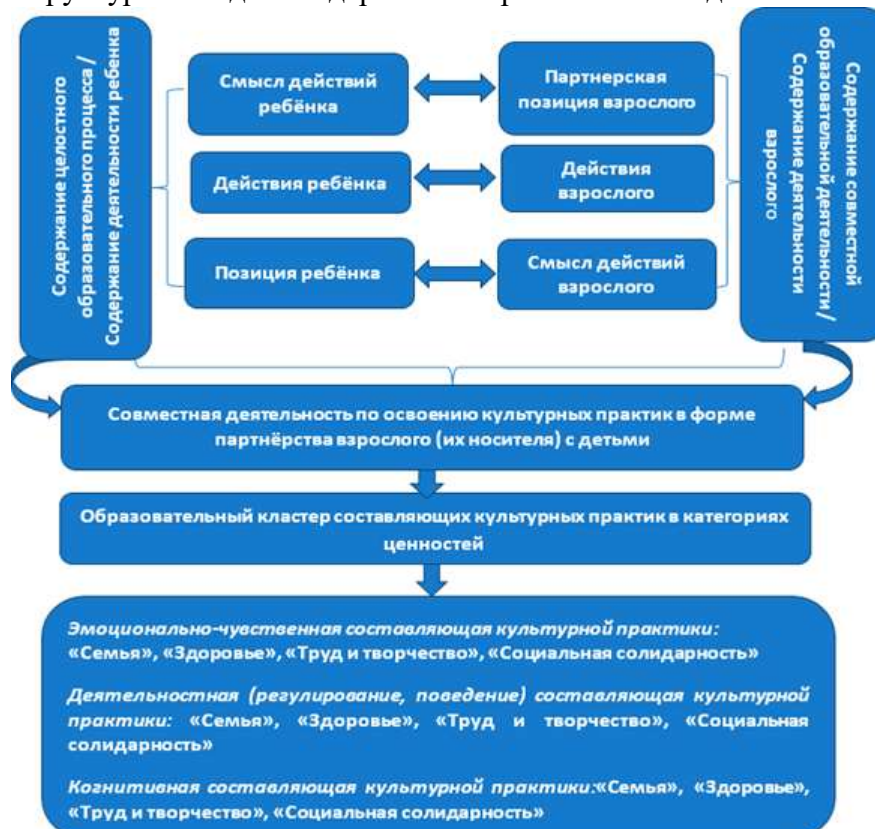 Содержание целостного
образовательного процесса /
Содержание деятельности ребенка
Смысл действий
ребёнка
Партнерская
позиция взрослого
Действия ребёнка
Действия
взрослого
Позиция ребёнка
Смысл действий
взрослого
Содержание совместной
образовательной деятельности /
Содержание деятельности
взрослого
Совместная деятельность по освоению культурных практик в форме
партнёрства взрослого (их носителя) с детьми
Образовательный кластер составляющих культурных практик в категориях
ценностей
Эмоционально-чувственная составляющая культурной практики:
«Семья», «Здоровье», «Труд и творчество», «Социальная солидарность»
Деятельностная (регулирование, поведение) составляющая культурной
практики: «Семья», «Здоровье», «Труд и творчество», «Социальная
солидарность»
Когнитивная составляющая культурной практики:«Семья», «Здоровье»,
«Труд и творчество», «Социальная солидарность»